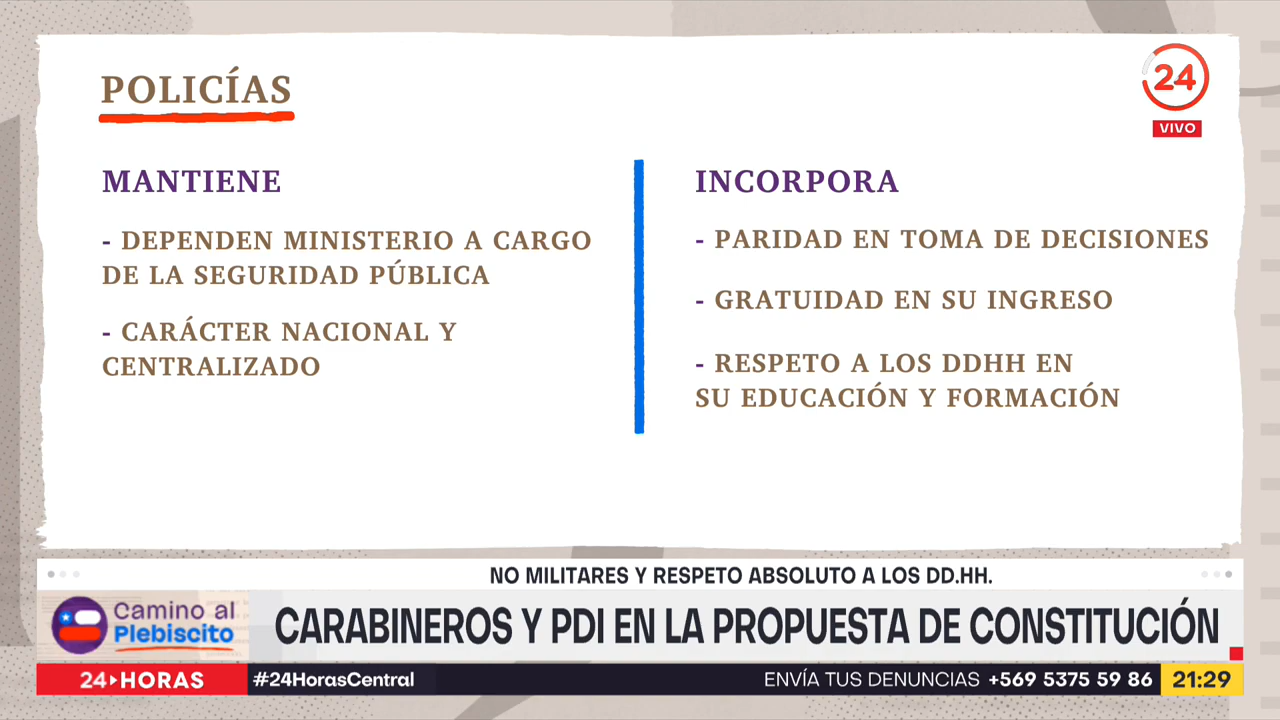 POLICÍAS
24
VIVO
MANTIENE
- DEPENDEN MINISTERIO A CARGO
DE LA SEGURIDAD PÚBLICA
- CARÁCTER NACIONAL Y
CENTRALIZADO
INCORPORA
- PARIDAD EN TOMA DE DECISIONES
- GRATUIDAD EN SU INGRESO
- RESPETO A LOS DDHH EN
SU EDUCACIÓN Y FORMACIÓN
NO MILITARES Y RESPETO ABSOLUTO A LOS DD.HH.
Camino al
Plebiscito
CARABINEROS Y PDI EN LA PROPUESTA DE CONSTITUCIÓN
24 HORAS
#24HorasCentral
ENVÍA TUS DENUNCIAS +569 5375 59 86
21:29